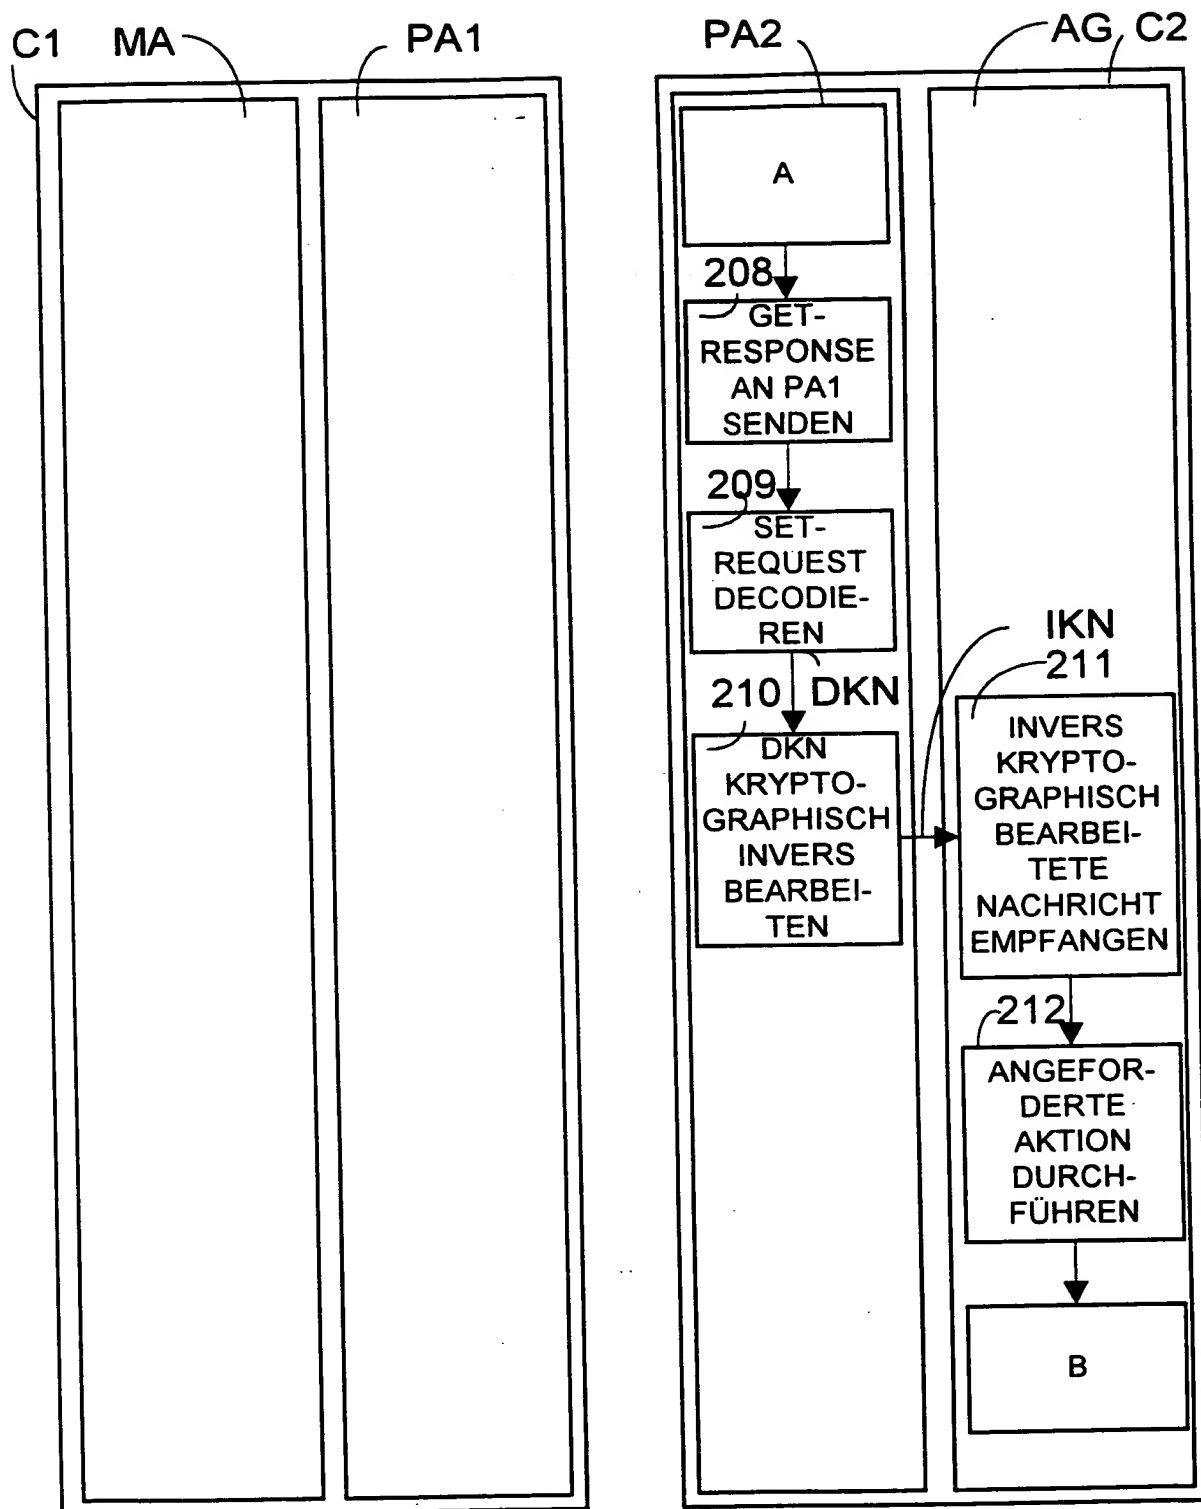 C1 MA PA1 PA2 AG C2
A
208
GET-
RESPONSE
AN PA1
SENDEN
209
SET-
REQUEST
DECODIE-
REN
IKN
211
210 DKN
DKN
KRYPTO-
GRAPHISCH
INVERS
BEARBEI-
TEN
INVERS
KRYPTO-
GRAPHISCH
BEARBEI-
TETE
NACHRICHT
EMPFANGEN
212
ANGEFOR-
DERTE
AKTION
DURCH-
FÜHREN
B